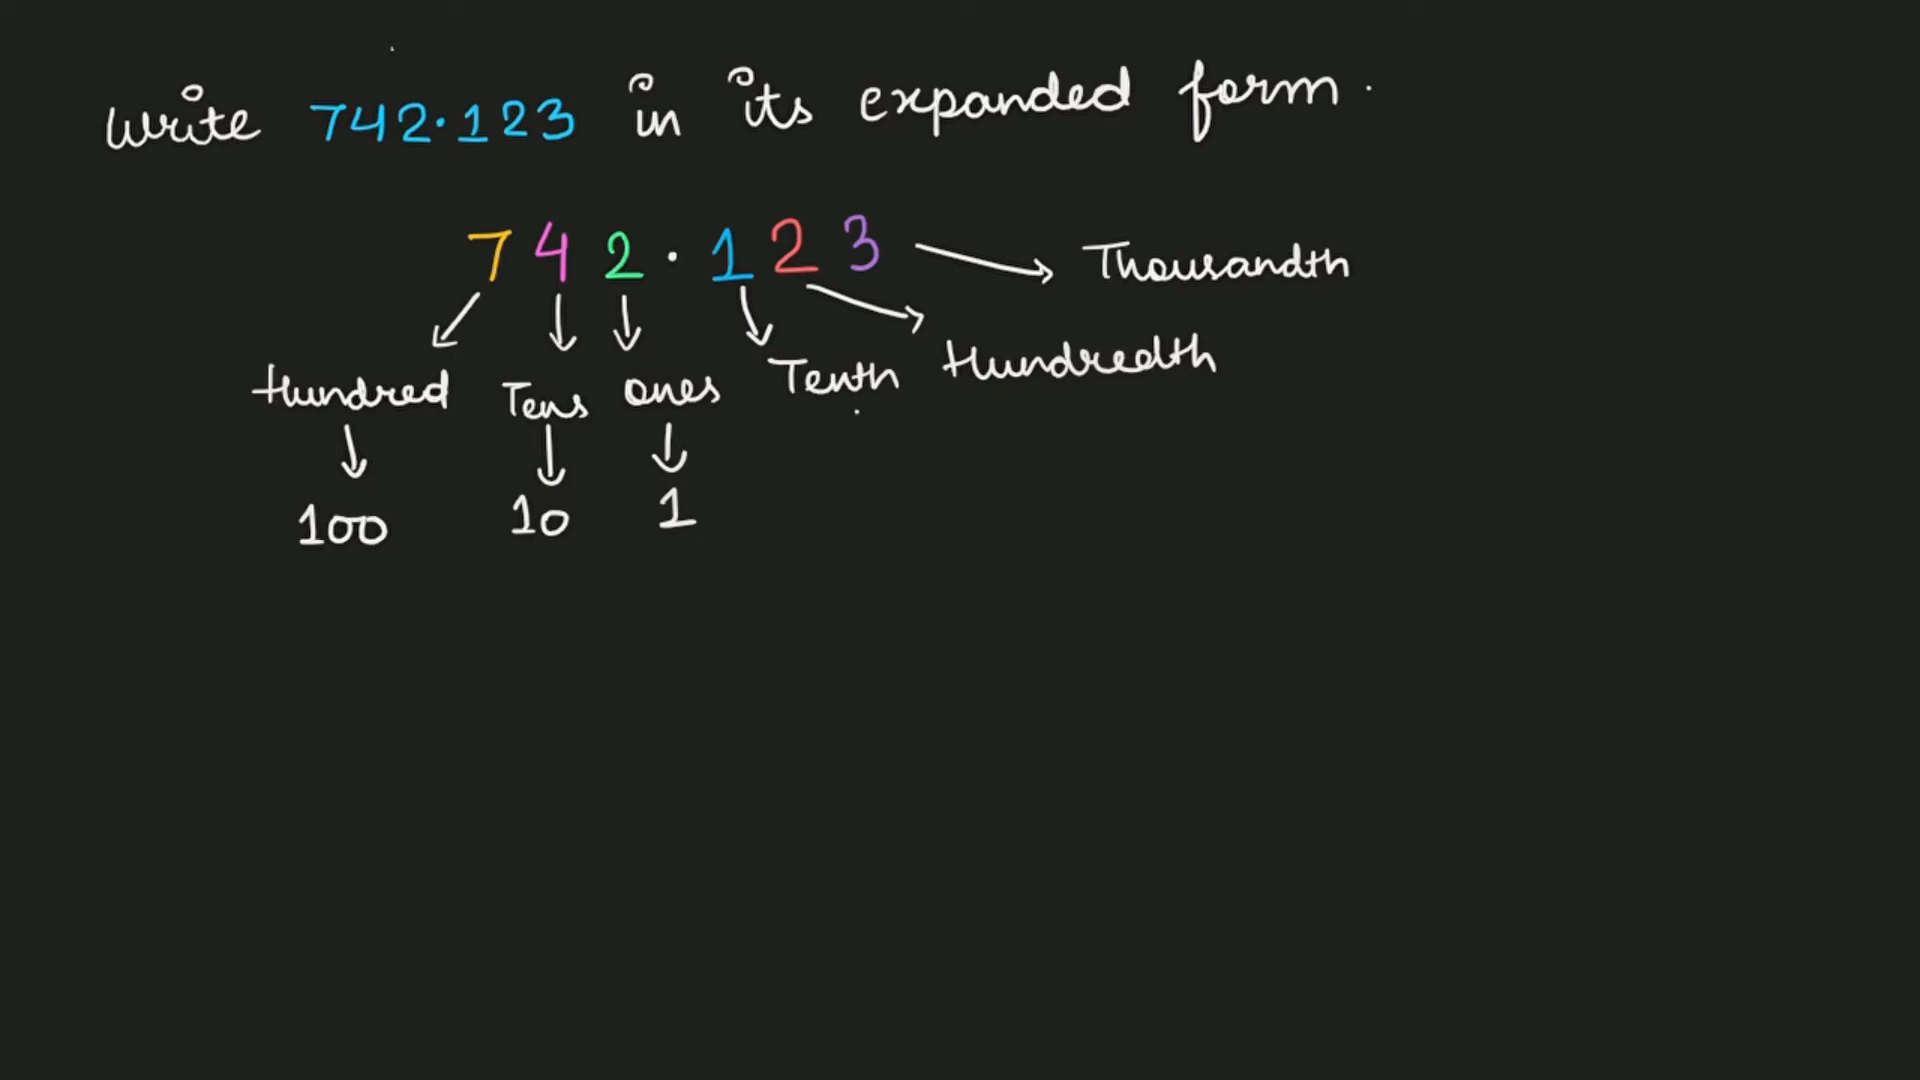 Write 742.123 in its expanded form.
7 4 2 . 1 2 3 → Thousandth
Hundred Tens ones Tenth Hundredth
100 10 1